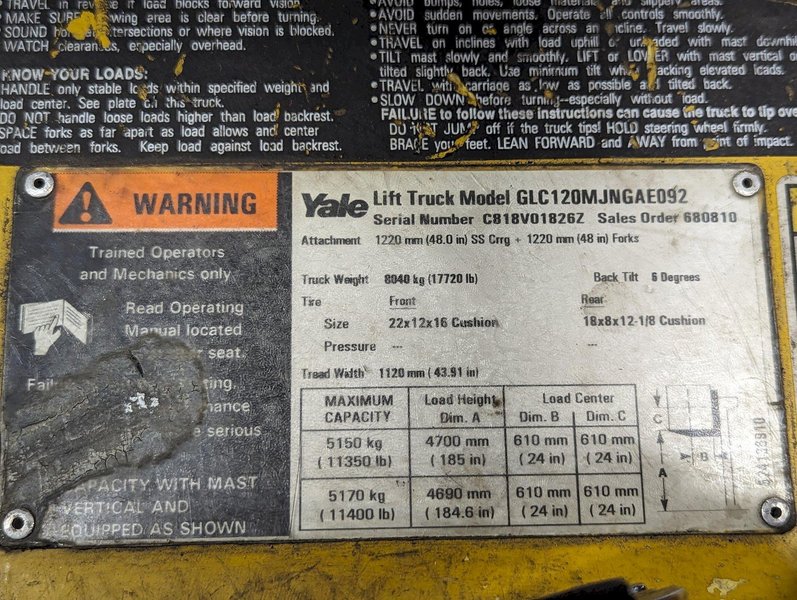 TRAVEL in reverse if load blocks forward vision.
MAKE SURE swing area is clear before turning.
SOUND horn at intersections or where vision is blocked.
WATCH clearances, especially overhead.
KNOW YOUR LOADS:
HANDLE only stable loads within specified weight and
load center. See plate on this truck.
DO NOT handle loose loads higher than load backrest.
SPACE forks as far apart as load allows and center
load between forks. Keep load against load backrest.
•AVOID bumps, holes, loose materials and slippery areas.
•AVOID sudden movements. Operate all controls smoothly.
•NEVER turn on or angle across an incline. Travel slowly.
•TRAVEL on inclines with load uphill or unloaded with mast downhill
•TILT mast slowly and smoothly. LIFT or LOWER with mast vertical or
tilted slightly back. Use minimum tilt when stacking elevated loads.
•TRAVEL with carriage as low as possible and tilted back.
•SLOW DOWN before turning--especially without load.
FAILURE to follow these instructions can cause the truck to tip over
DO NOT JUMP off if the truck tips! HOLD steering wheel firmly.
BRACE your feet. LEAN FORWARD and AWAY from point of impact.
WARNING
Trained Operators
and Mechanics only
Read Operating
Manual located
seat.
serious
CAPACITY WITH MAST
VERTICAL AND
EQUIPPED AS SHOWN
Yale Lift Truck Model GLC120MJNGAE092
Serial Number C818V01826Z Sales Order 680810
Attachment 1220 mm (48.0 in) SS Crrg + 1220 mm (48 in) Forks
Truck Weight 8040 kg (17720 lb) Back Tilt 6 Degrees
Tire Front Rear
Size 22x12x16 Cushion 18x8x12-1/8 Cushion
Pressure --- ---
Tread Width 1120 mm (43.91 in)
MAXIMUM CAPACITY Load Height Dim. A Load Center Dim. B Dim. C
5150 kg 4700 mm 610 mm 610 mm
(11350 lb) (185 in) (24 in) (24 in)
5170 kg 4690 mm 610 mm 610 mm
(11400 lb) (184.6 in) (24 in) (24 in)
C
B
A